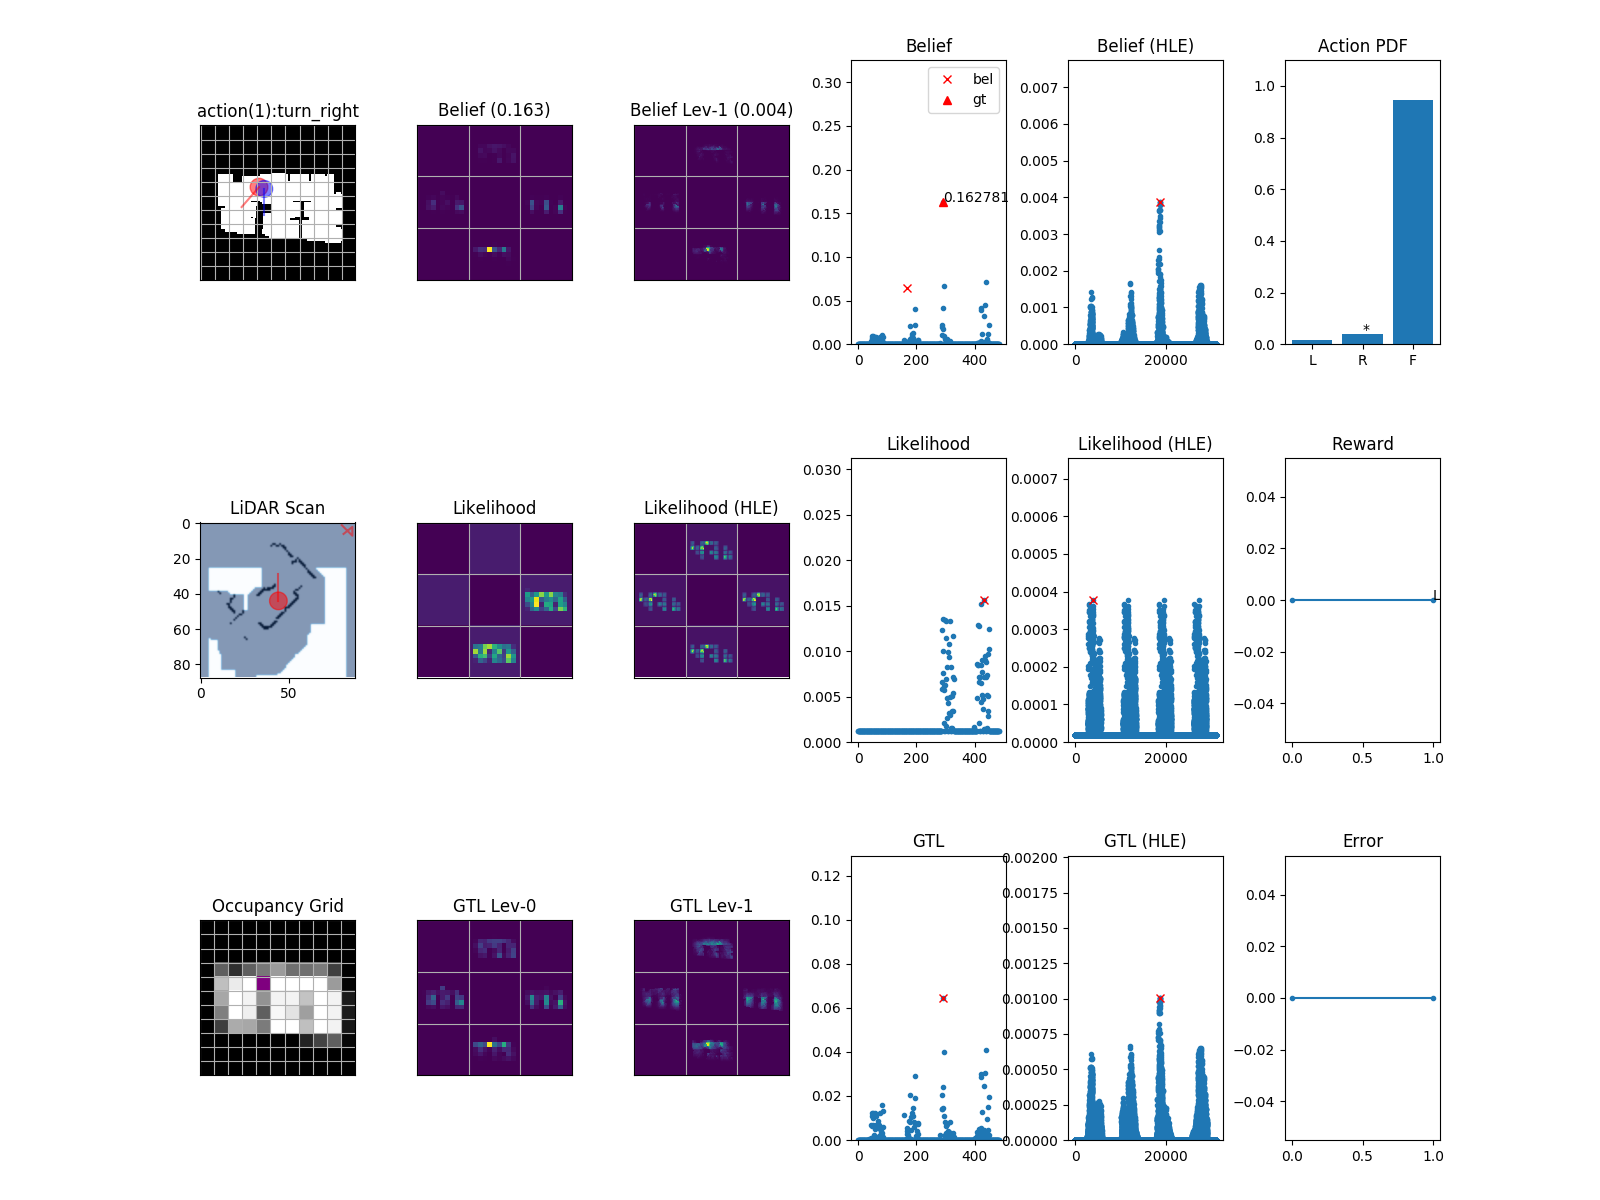 action(1):turn_right
Belief (0.163)
Belief Lev-1 (0.004)
Belief
0.30
0.25
0.20
0.15
0.10
0.05
0.00
0 200 400
bel
gt
0.162781
Belief (HLE)
0.007
0.006
0.005
0.004
0.003
0.002
0.001
0.000
0 20000
Action PDF
1.0
0.8
0.6
0.4
0.2
0.0
*
L R F
LiDAR Scan
0
20
40
60
80
0 50
Likelihood
Likelihood (HLE)
Likelihood
0.030
0.025
0.020
0.015
0.010
0.005
0.000
0 200 400
Likelihood (HLE)
0.0007
0.0006
0.0005
0.0004
0.0003
0.0002
0.0001
0.0000
0 20000
Reward
0.04
0.02
0.00
−0.02
−0.04
0.0 0.5 1.0
Occupancy Grid
GTL Lev-0
GTL Lev-1
GTL
0.12
0.10
0.08
0.06
0.04
0.02
0.00
0 200 400
GTL (HLE)
0.00200
0.00175
0.00150
0.00125
0.00100
0.00075
0.00050
0.00025
0.00000
0 20000
Error
0.04
0.02
0.00
−0.02
−0.04
0.0 0.5 1.0